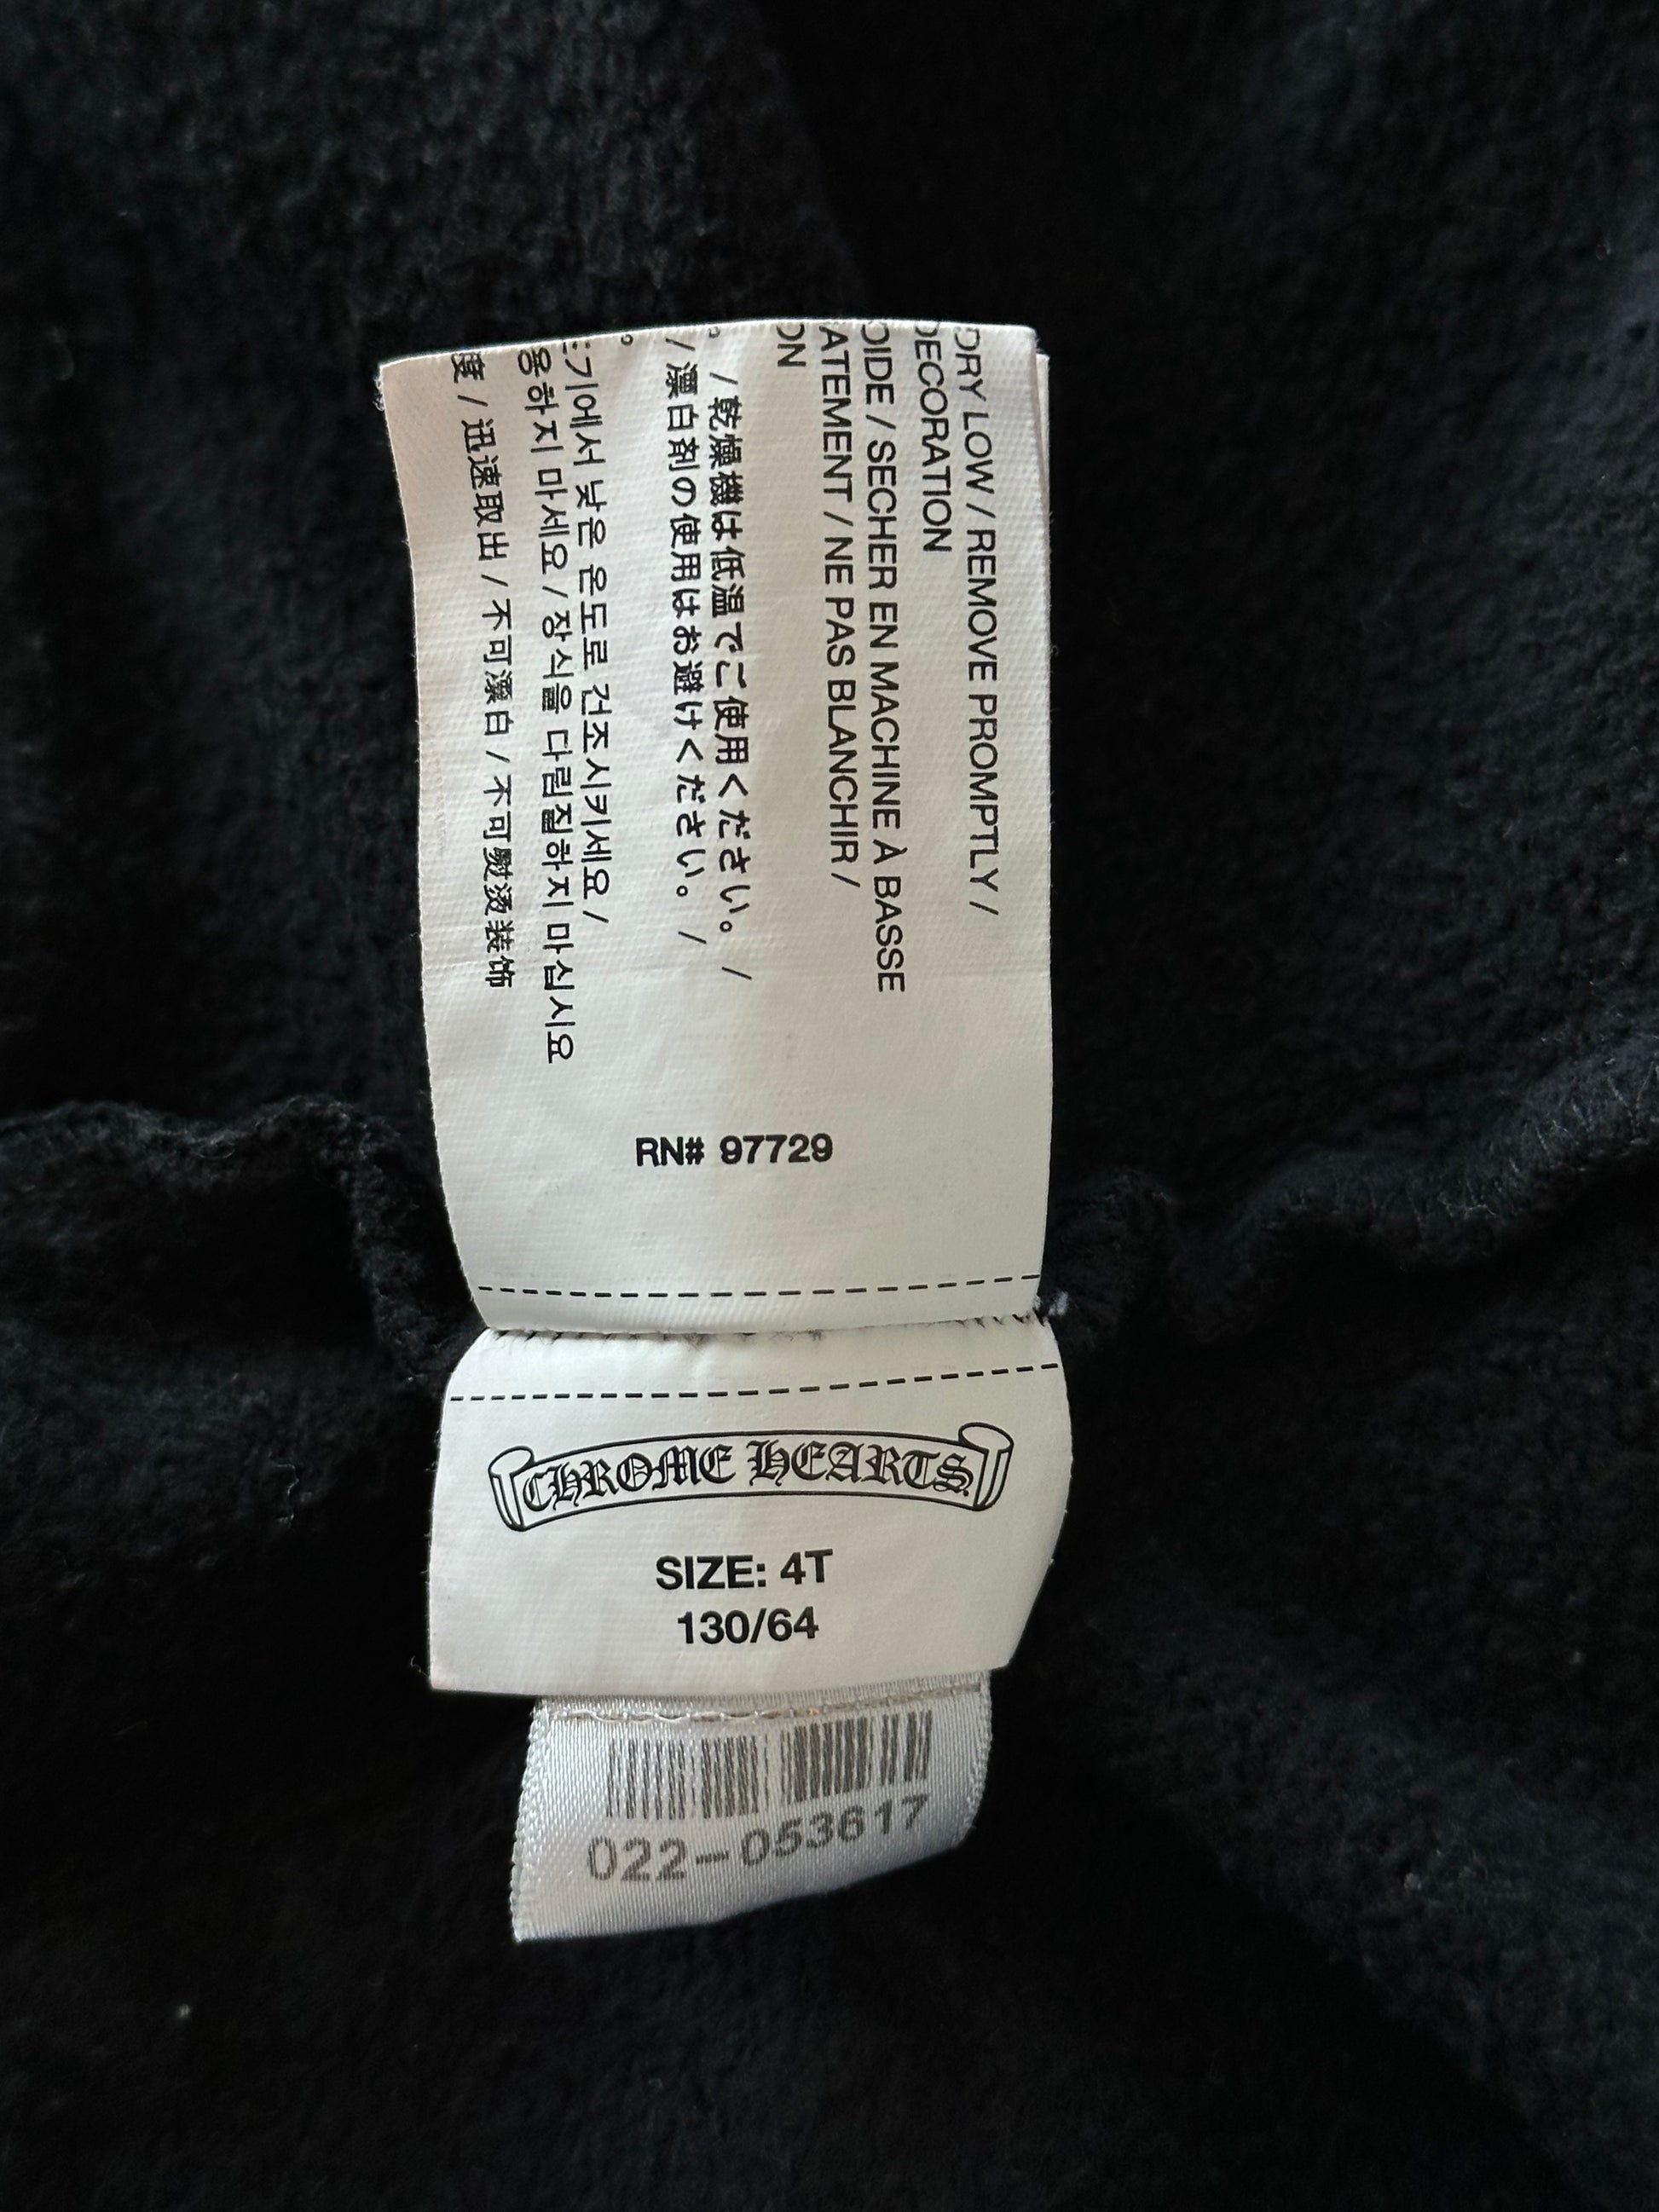 DRY LOW / REMOVE PROMPTLY /
DECORATION
OIDE / SECHER EN MACHINE À BASSE
ATEMENT / NE PAS BLANCHIR /
ON
。 / 乾燥機は低温でご使用ください。 /
/ 漂白剤の使用はお避けください。 /
。
기에서 낮은 온도로 건조시키세요 /
용하지 마세요 / 장식을 다림질하지 마십시요
度 / 迅速取出 / 不可漂白 / 不可熨烫装饰
RN# 97729
CHROME HEARTS
SIZE: 4T
130/64
022-053617